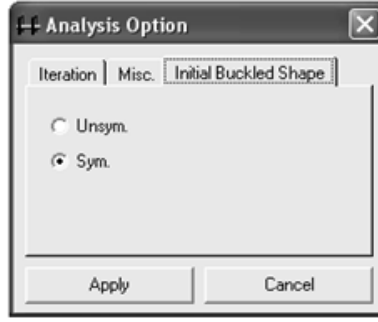 Analysis Option
Iteration Misc. Initial Buckled Shape
Unsym.
Sym.
Apply Cancel